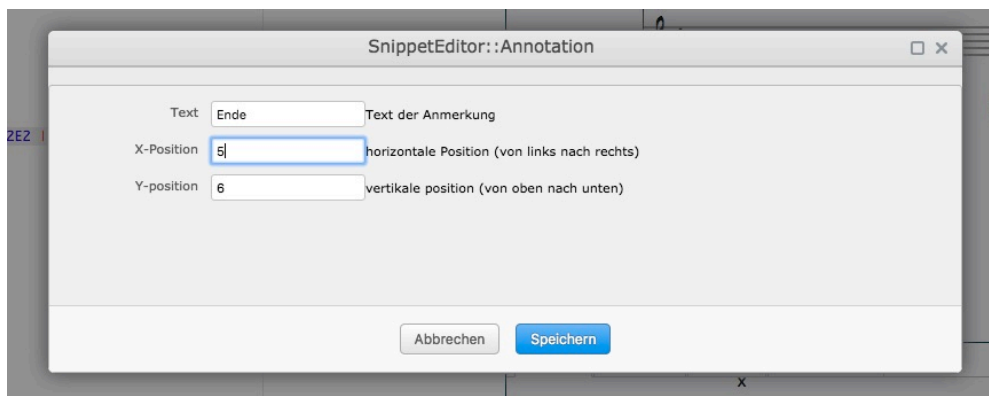 SnippetEditor::Annotation
Text Ende Text der Anmerkung
2E2 |
X-Position 5 horizontale Position (von links nach rechts)
Y-position 6 vertikale position (von oben nach unten)
Abbrechen Speichern
X